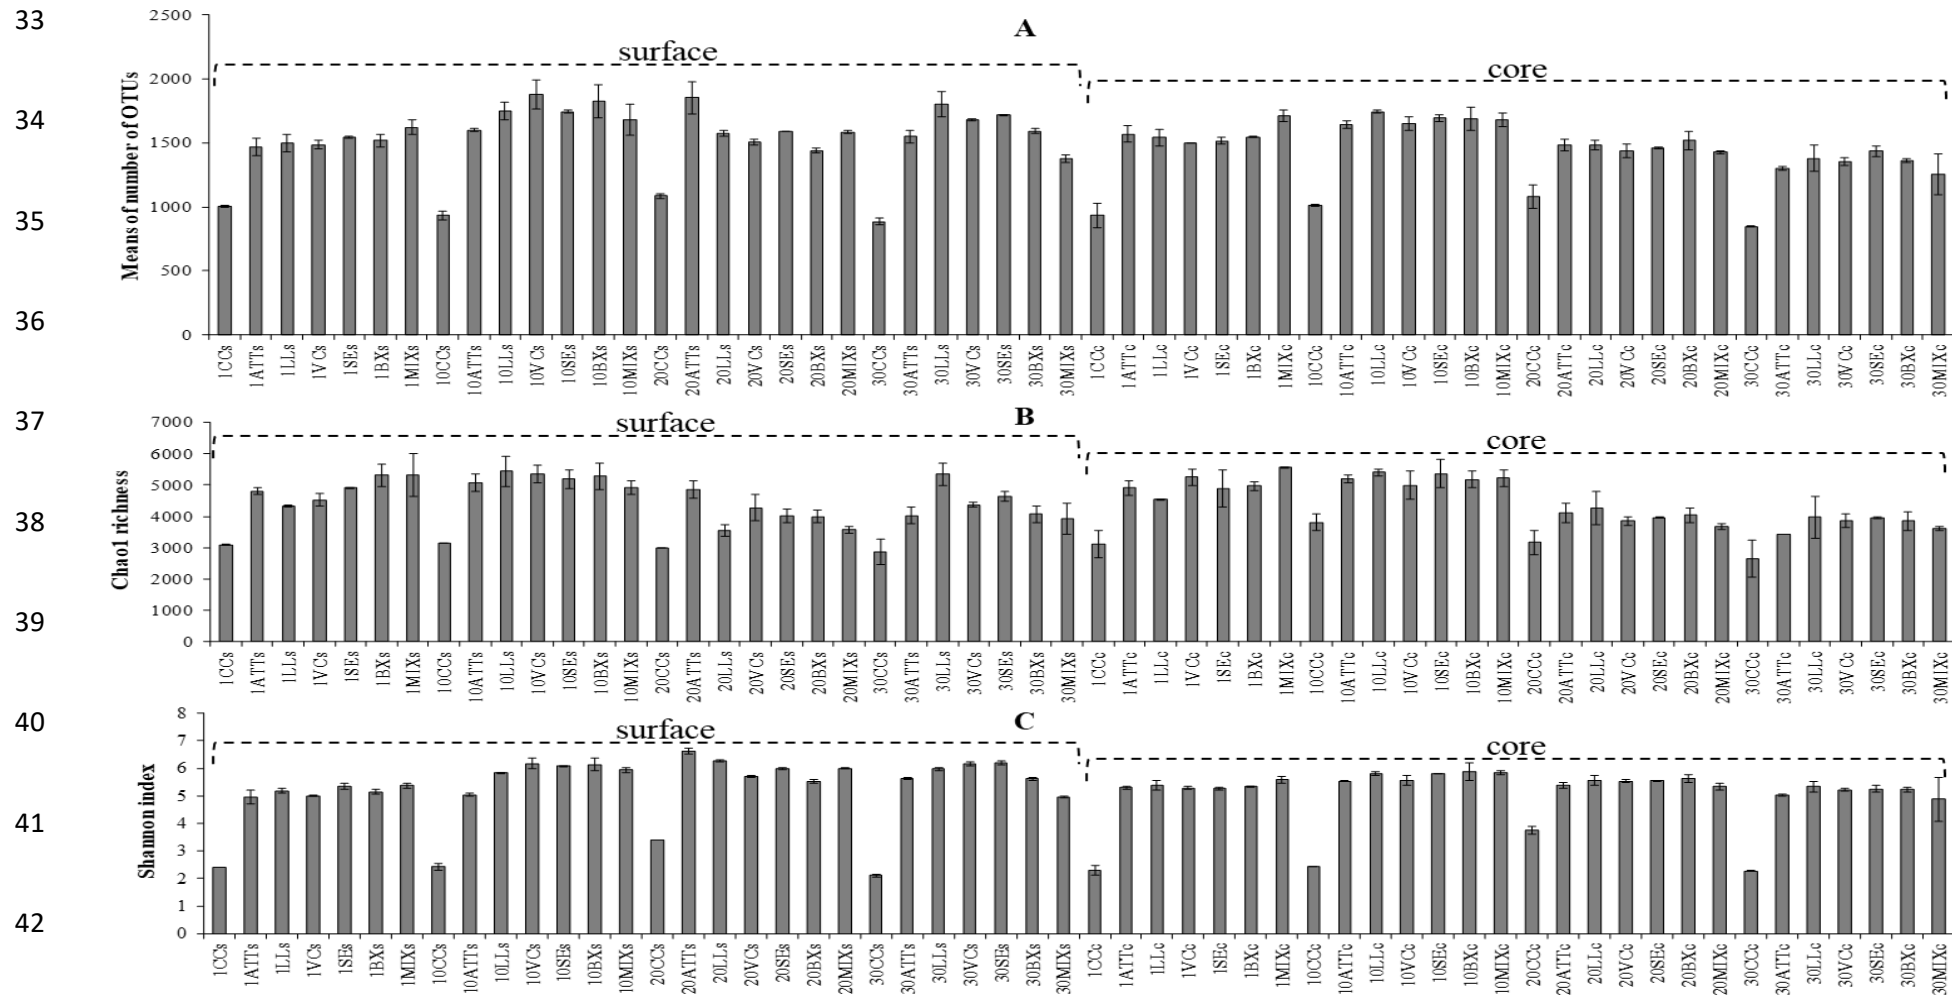 33
34
35
36
37
38
39
40
41
42
A
surface
core
Means of number of OTUs
2500
2000
1500
1000
500
0
1CCs 1ATTs 1LLs 1VCs 1SEs 1BXs 1MIXs 10CCs 10ATTs 10LLs 10VCs 10SEs 10BXs 10MIXs 20CCs 20ATTs 20LLs 20VCs 20SEs 20BXs 20MIXs 30CCs 30ATTs 30LLs 30VCs 30SEs 30BXs 30MIXs 1CCc 1ATTc 1LLc 1VCc 1SEc 1BXc 1MIXc 10CCc 10ATTc 10LLc 10VCc 10SEc 10BXc 10MIXc 20CCc 20ATTc 20LLc 20VCc 20SEc 20BXc 20MIXc 30CCc 30ATTc 30LLc 30VCc 30SEc 30BXc 30MIXc
B
surface
core
Chao1 richness
7000
6000
5000
4000
3000
2000
1000
0
1CCs 1ATTs 1LLs 1VCs 1SEs 1BXs 1MIXs 10CCs 10ATTs 10LLs 10VCs 10SEs 10BXs 10MIXs 20CCs 20ATTs 20LLs 20VCs 20SEs 20BXs 20MIXs 30CCs 30ATTs 30LLs 30VCs 30SEs 30BXs 30MIXs 1CCc 1ATTc 1LLc 1VCc 1SEc 1BXc 1MIXc 10CCc 10ATTc 10LLc 10VCc 10SEc 10BXc 10MIXc 20CCc 20ATTc 20LLc 20VCc 20SEc 20BXc 20MIXc 30CCc 30ATTc 30LLc 30VCc 30SEc 30BXc 30MIXc
C
surface
core
Shannon index
8
7
6
5
4
3
2
1
0
1CCs 1ATTs 1LLs 1VCs 1SEs 1BXs 1MIXs 10CCs 10ATTs 10LLs 10VCs 10SEs 10BXs 10MIXs 20CCs 20ATTs 20LLs 20VCs 20SEs 20BXs 20MIXs 30CCs 30ATTs 30LLs 30VCs 30SEs 30BXs 30MIXs 1CCc 1ATTc 1LLc 1VCc 1SEc 1BXc 1MIXc 10CCc 10ATTc 10LLc 10VCc 10SEc 10BXc 10MIXc 20CCc 20ATTc 20LLc 20VCc 20SEc 20BXc 20MIXc 30CCc 30ATTc 30LLc 30VCc 30SEc 30BXc 30MIXc